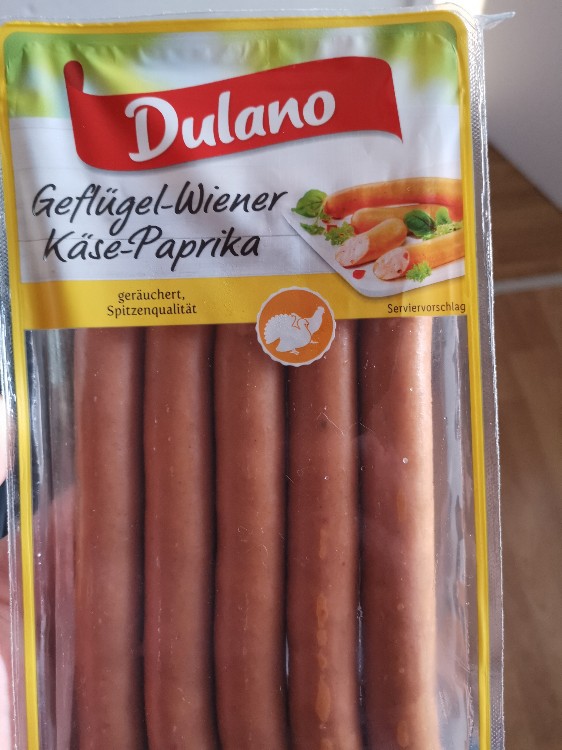 Dulano
Geflügel-Wiener
Käse-Paprika
geräuchert,
Spitzenqualität
Serviervorschlag